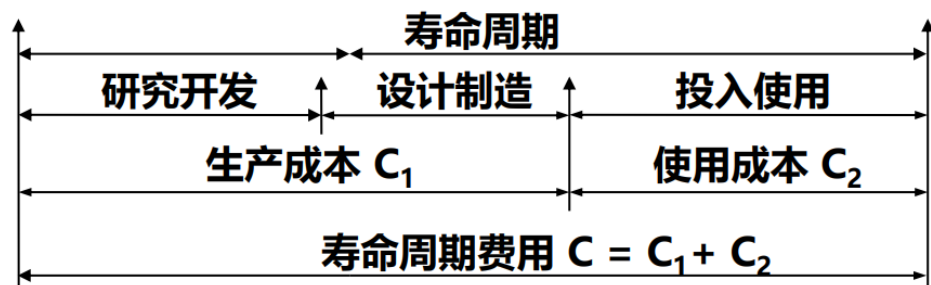 寿命周期
研究开发 设计制造 投入使用
生产成本 C₁ 使用成本 C₂
寿命周期费用 C = C₁+ C₂